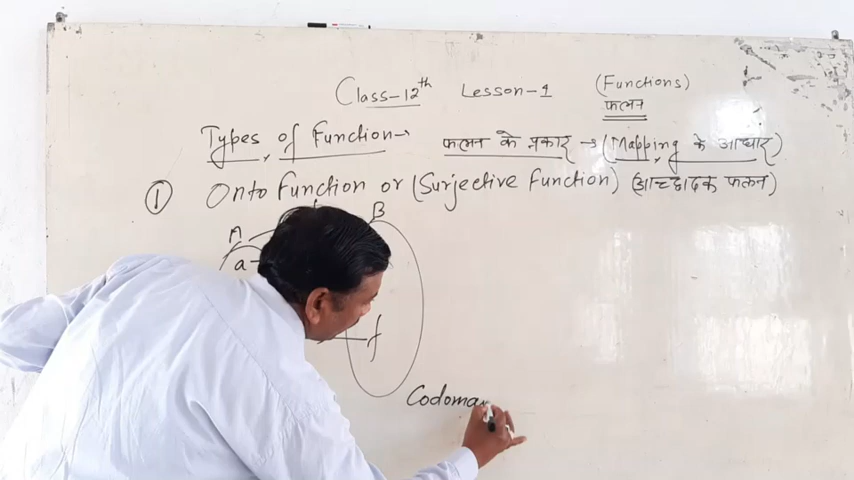 Class-12th Lesson-1 (Functions)
फलन
Types of Function→ फलन के प्रकार → (Mapping के आधार)
① Onto Function or (Surjective Function) (आच्छादक फलन)
A B
a
f
Codoma